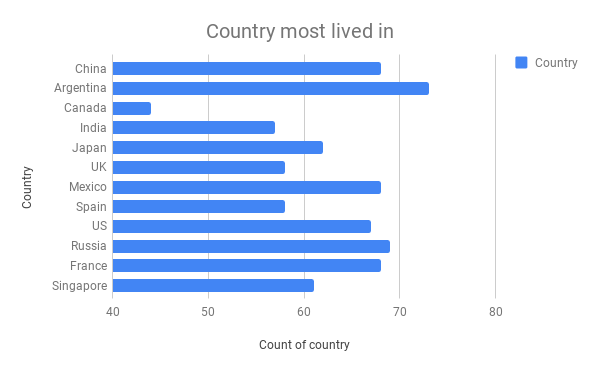 Country most lived in
Country
China
Argentina
Canada
India
Japan
UK
Mexico
Spain
US
Russia
France
Singapore
Country
40 50 60 70 80
Count of country